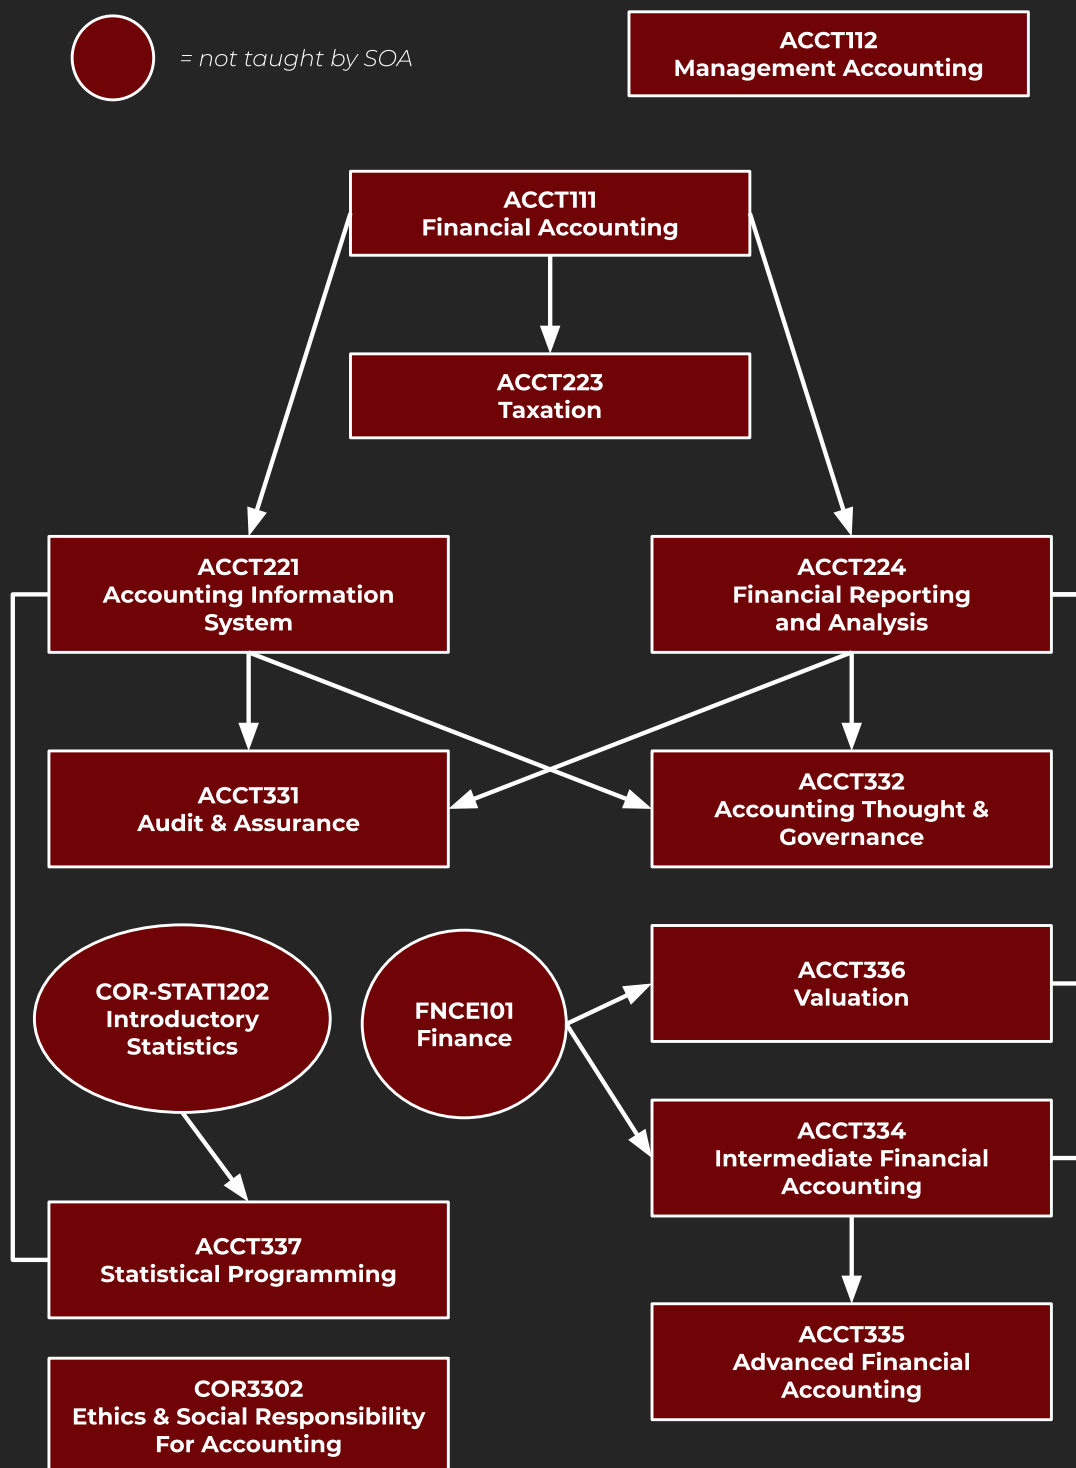 = not taught by SOA
ACCT112
Management Accounting
ACCT111
Financial Accounting
ACCT223
Taxation
ACCT221
Accounting Information
System
ACCT224
Financial Reporting
and Analysis
ACCT331
Audit & Assurance
ACCT332
Accounting Thought &
Governance
COR-STAT1202
Introductory
Statistics
FNCE101
Finance
ACCT336
Valuation
ACCT334
Intermediate Financial
Accounting
ACCT337
Statistical Programming
ACCT335
Advanced Financial
Accounting
COR3302
Ethics & Social Responsibility
For Accounting